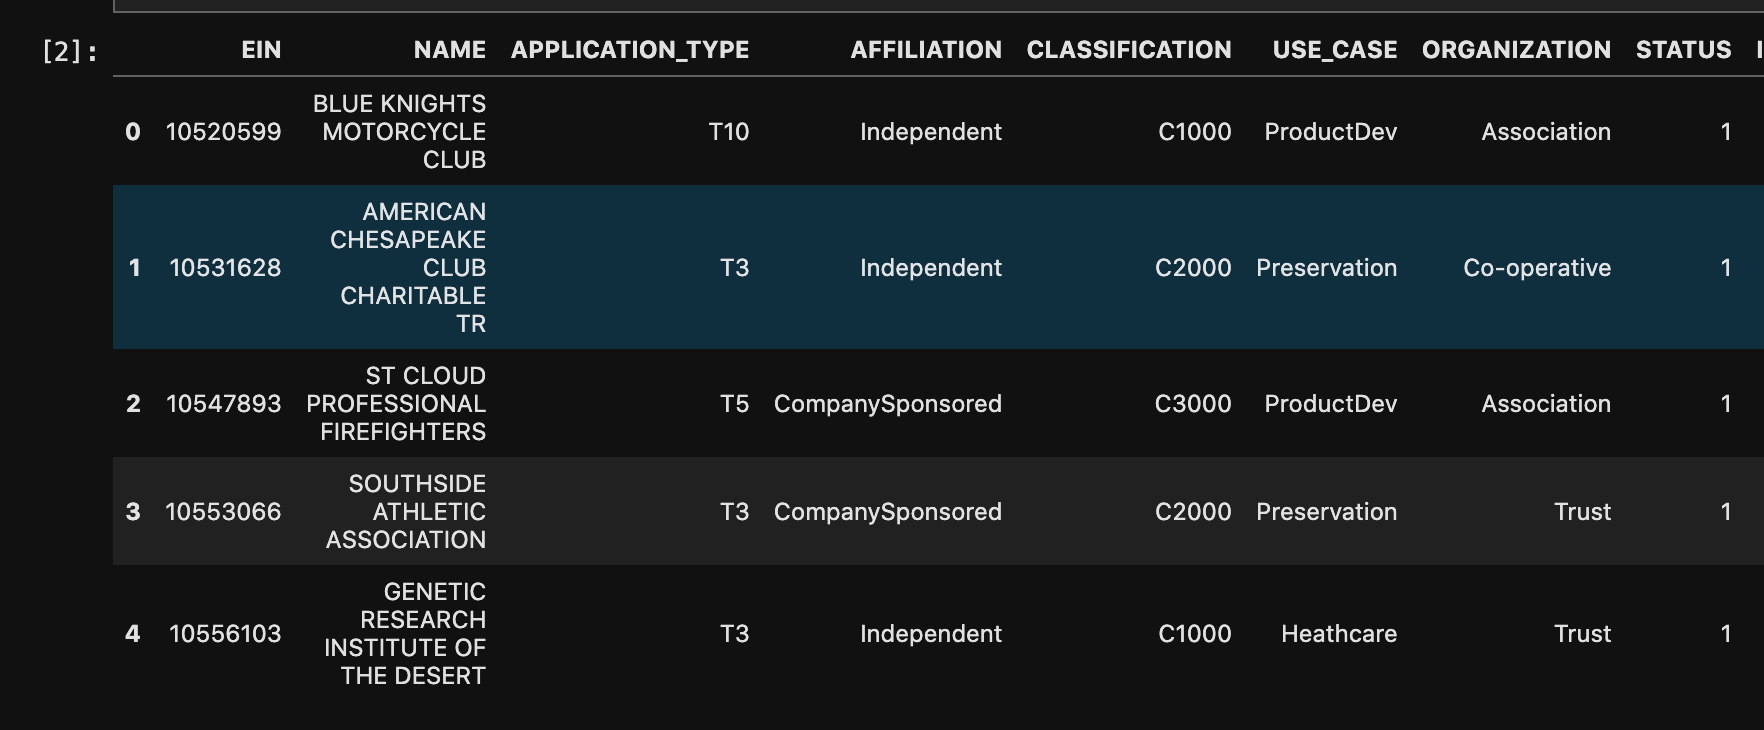 [2]:
EIN NAME APPLICATION_TYPE AFFILIATION CLASSIFICATION USE_CASE ORGANIZATION STATUS
0 10520599 BLUE KNIGHTS MOTORCYCLE CLUB T10 Independent C1000 ProductDev Association 1
1 10531628 AMERICAN CHESAPEAKE CLUB CHARITABLE TR T3 Independent C2000 Preservation Co-operative 1
2 10547893 ST CLOUD PROFESSIONAL FIREFIGHTERS T5 CompanySponsored C3000 ProductDev Association 1
3 10553066 SOUTHSIDE ATHLETIC ASSOCIATION T3 CompanySponsored C2000 Preservation Trust 1
4 10556103 GENETIC RESEARCH INSTITUTE OF THE DESERT T3 Independent C1000 Heathcare Trust 1